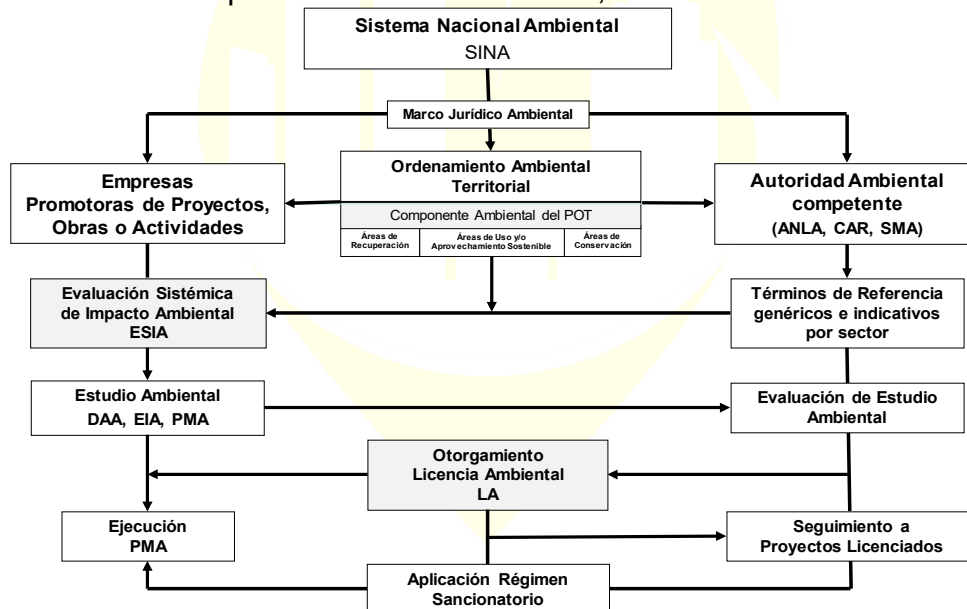 Sistema Nacional Ambiental
SINA
Marco Jurídico Ambiental
Empresas
Promotoras de Proyectos,
Obras o Actividades
Ordenamiento Ambiental
Territorial
Componente Ambiental del POT
Áreas de
Recuperación
Áreas de Uso y/o
Aprovechamiento Sostenible
Áreas de
Conservación
Autoridad Ambiental
competente
(ANLA, CAR, SMA)
Evaluación Sistémica
de Impacto Ambiental
ESIA
Términos de Referencia
genéricos e indicativos
por sector
Estudio Ambiental
DAA, EIA, PMA
Evaluación de Estudio
Ambiental
Otorgamiento
Licencia Ambiental
LA
Ejecución
PMA
Seguimiento a
Proyectos Licenciados
Aplicación Régimen
Sancionatorio